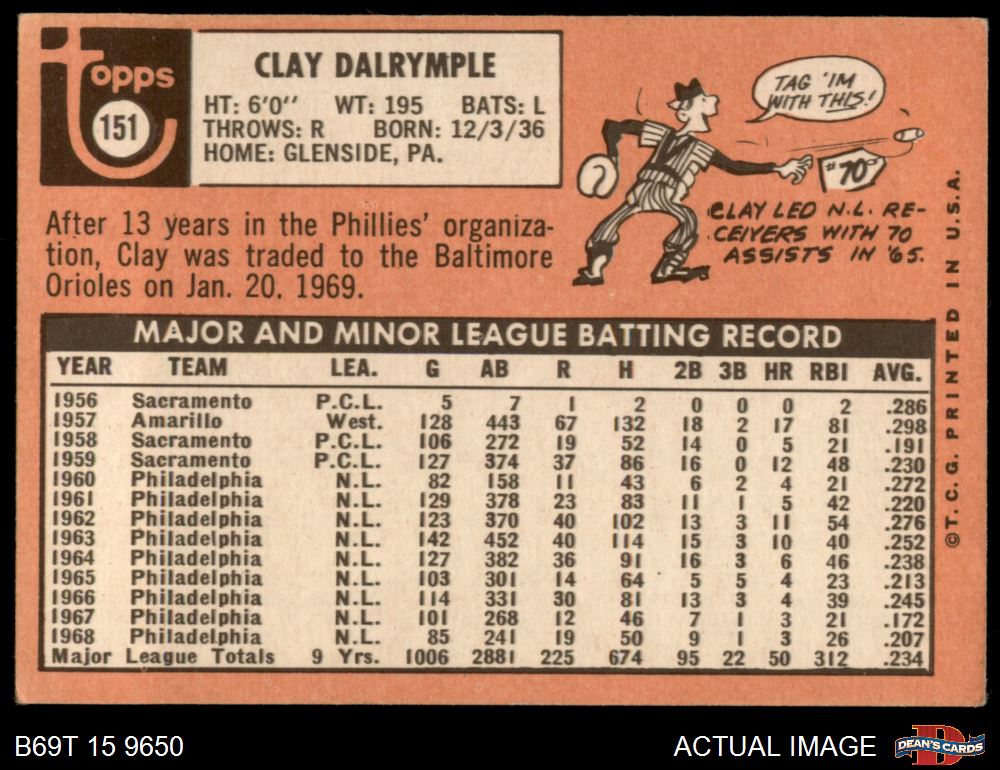 topps
151
CLAY DALRYMPLE
HT: 6'0" WT: 195 BATS: L
THROWS: R BORN: 12/3/36
HOME: GLENSIDE, PA.
TAG 'IM
WITH THIS!
#70
CLAY LED N.L. RE-
CEIVERS WITH 70
ASSISTS IN '65.
After 13 years in the Phillies' organiza-
tion, Clay was traded to the Baltimore
Orioles on Jan. 20, 1969.
MAJOR AND MINOR LEAGUE BATTING RECORD
YEAR TEAM LEA. G AB R H 2B 3B HR RBI AVG.
1956 Sacramento P.C.L. 5 7 1 2 0 0 0 2 .286
1957 Amarillo West. 128 443 67 132 18 2 17 81 .298
1958 Sacramento P.C.L. 106 272 19 52 14 0 5 21 .191
1959 Sacramento P.C.L. 127 374 37 86 16 0 12 48 .230
1960 Philadelphia N.L. 82 158 11 43 6 2 4 21 .272
1961 Philadelphia N.L. 129 378 23 83 11 1 5 42 .220
1962 Philadelphia N.L. 123 370 40 102 13 3 11 54 .276
1963 Philadelphia N.L. 142 452 40 114 15 3 10 40 .252
1964 Philadelphia N.L. 127 382 36 91 16 3 6 46 .238
1965 Philadelphia N.L. 103 301 14 64 5 5 4 23 .213
1966 Philadelphia N.L. 114 331 30 81 13 3 4 39 .245
1967 Philadelphia N.L. 101 268 12 46 7 1 3 21 .172
1968 Philadelphia N.L. 85 241 19 50 9 1 3 26 .207
Major League Totals 9 Yrs. 1006 2881 225 674 95 22 50 312 .234
©T. C. G. PRINTED IN U.S.A.
B69T 15 9650
ACTUAL IMAGE
D
DEAN'S CARDS